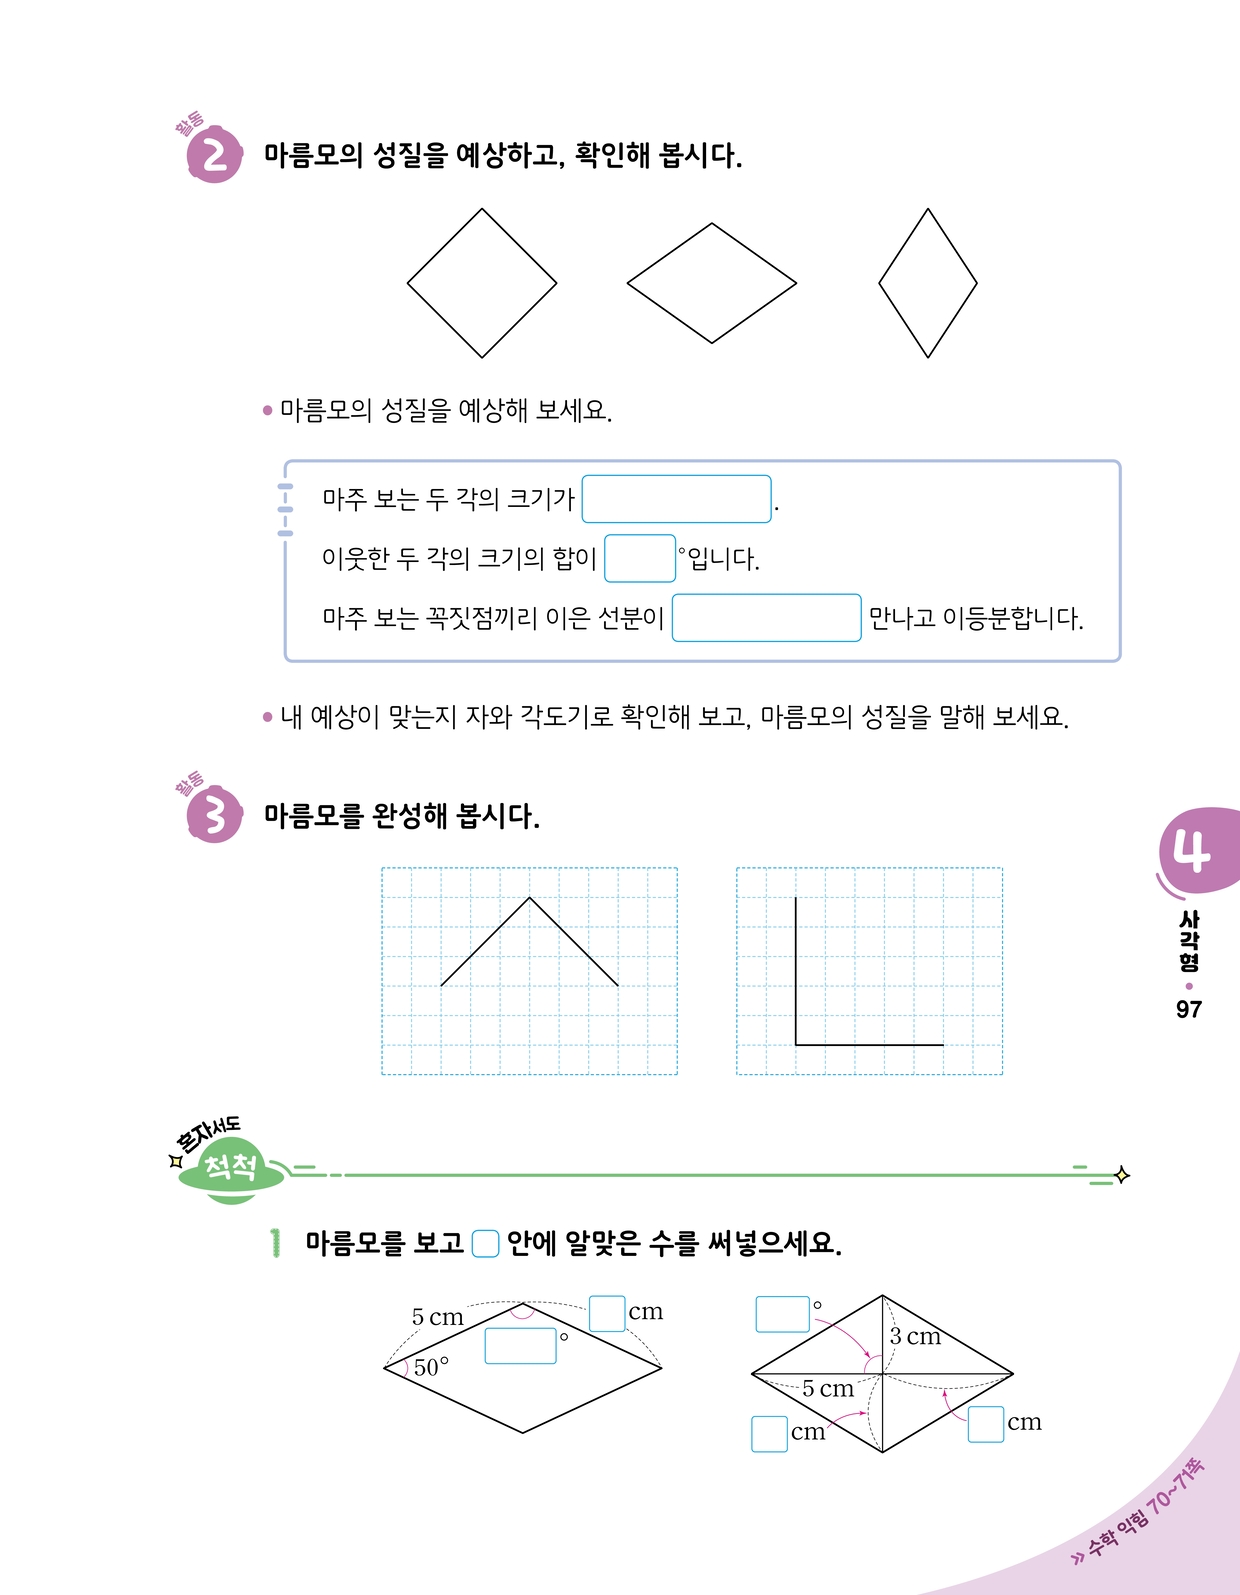 활동
2 마름모의 성질을 예상하고, 확인해 봅시다.
마름모의 성질을 예상해 보세요.
마주 보는 두 각의 크기가 .
이웃한 두 각의 크기의 합이 °입니다.
마주 보는 꼭짓점끼리 이은 선분이 만나고 이등분합니다.
내 예상이 맞는지 자와 각도기로 확인해 보고, 마름모의 성질을 말해 보세요.
활동
3 마름모를 완성해 봅시다.
4
사각형
97
혼자서도
척척
1 마름모를 보고 안에 알맞은 수를 써넣으세요.
5 cm
cm
°
50°
°
3 cm
5 cm
cm
cm
» 수학 익힘 70~71쪽